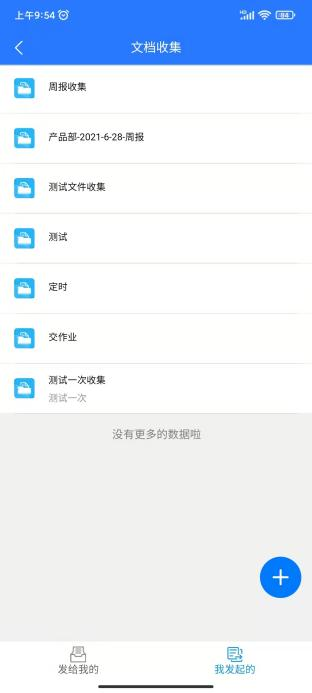 上午9:54
HD
84
文档收集
周报收集
产品部-2021-6-28-周报
测试文件收集
测试
定时
交作业
测试一次收集
测试一次
没有更多的数据啦
发给我的
我发起的